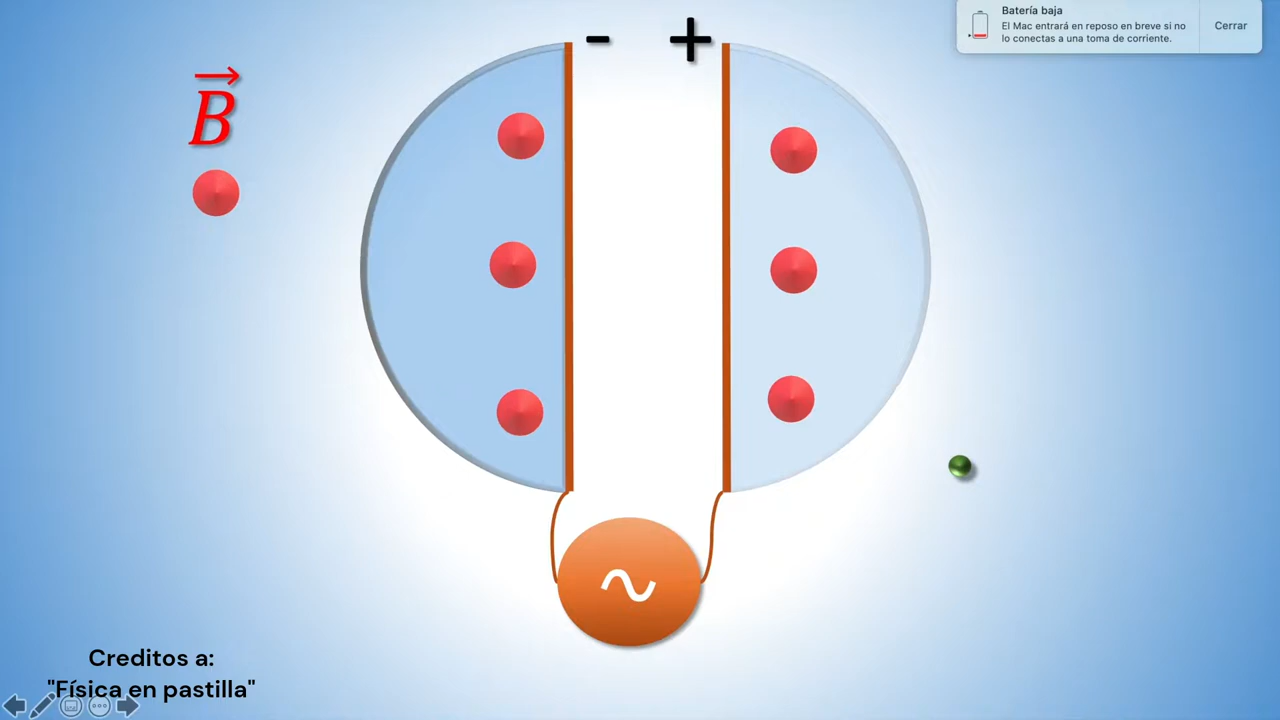 Batería baja
El Mac entrará en reposo en breve si no
lo conectas a una toma de corriente.
Cerrar
- +
B
Creditos a:
"Física en pastilla"